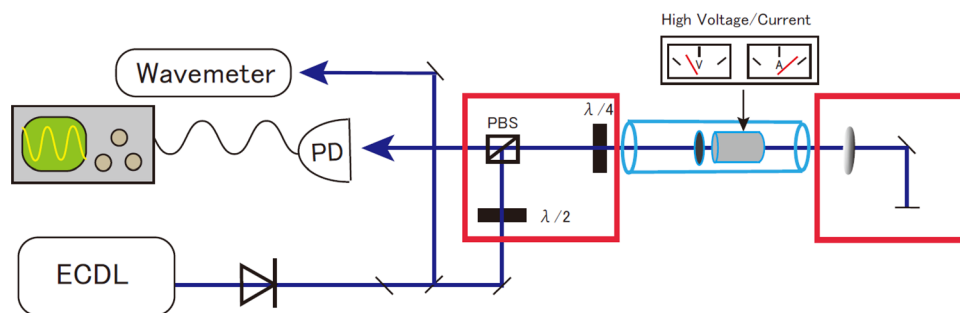 High Voltage/Current
V
A
Wavemeter
λ/4
PBS
PD
λ/2
ECDL